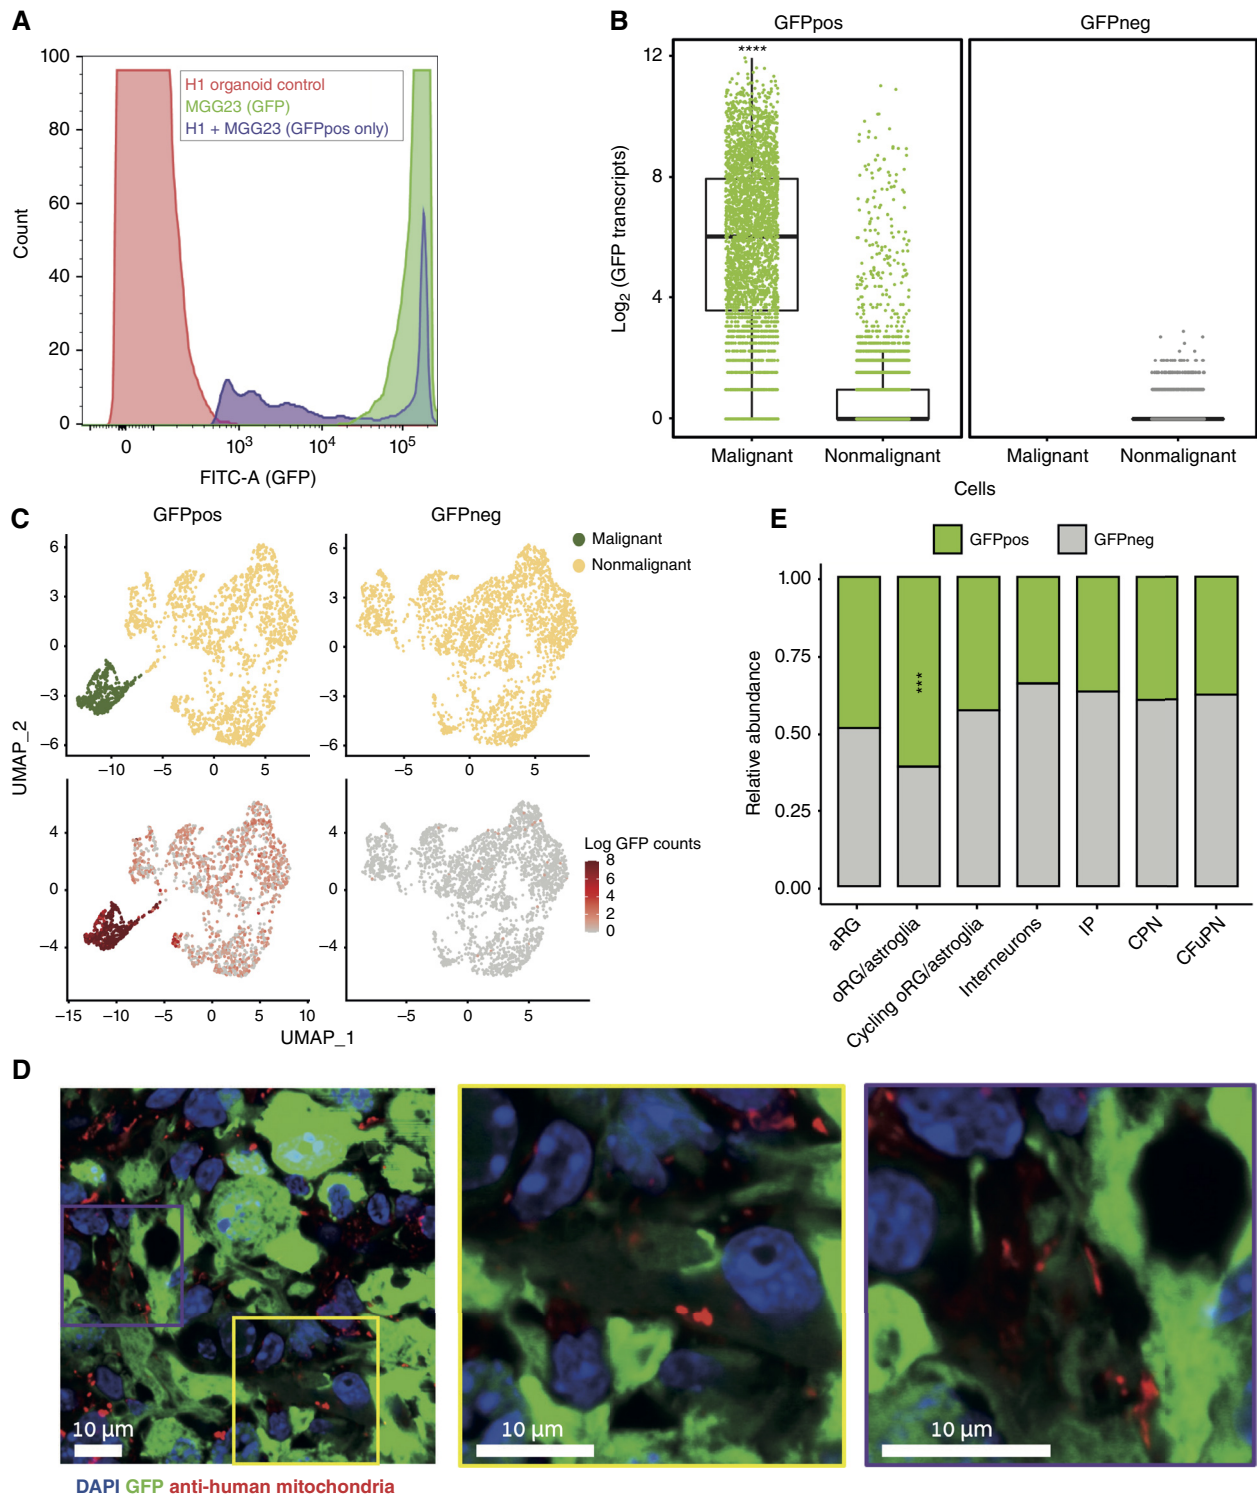 A
100
80
60
40
20
0
Count
0
10³
10⁴
10⁵
FITC-A (GFP)
H1 organoid control
MGG23 (GFP)
H1 + MGG23 (GFPpos only)
B
GFPpos
GFPneg
****
12
8
4
0
Log₂ (GFP transcripts)
Malignant
Nonmalignant
Malignant
Nonmalignant
Cells
C
GFPpos
GFPneg
Malignant
Nonmalignant
6
3
0
−3
−6
−10
−5
0
5
6
3
0
−3
−6
−5
0
5
UMAP_2
4
0
−4
−15
−10
−5
0
5
10
4
0
−4
−5
0
5
UMAP_1
Log GFP counts
8
6
4
2
0
E
GFPpos
GFPneg
1.00
0.75
0.50
0.25
0.00
Relative abundance
***
aRG
oRG/astroglia
Cycling oRG/astroglia
Interneurons
IP
CPN
CFuPN
D
10 µm
10 µm
10 µm
DAPI GFP anti-human mitochondria